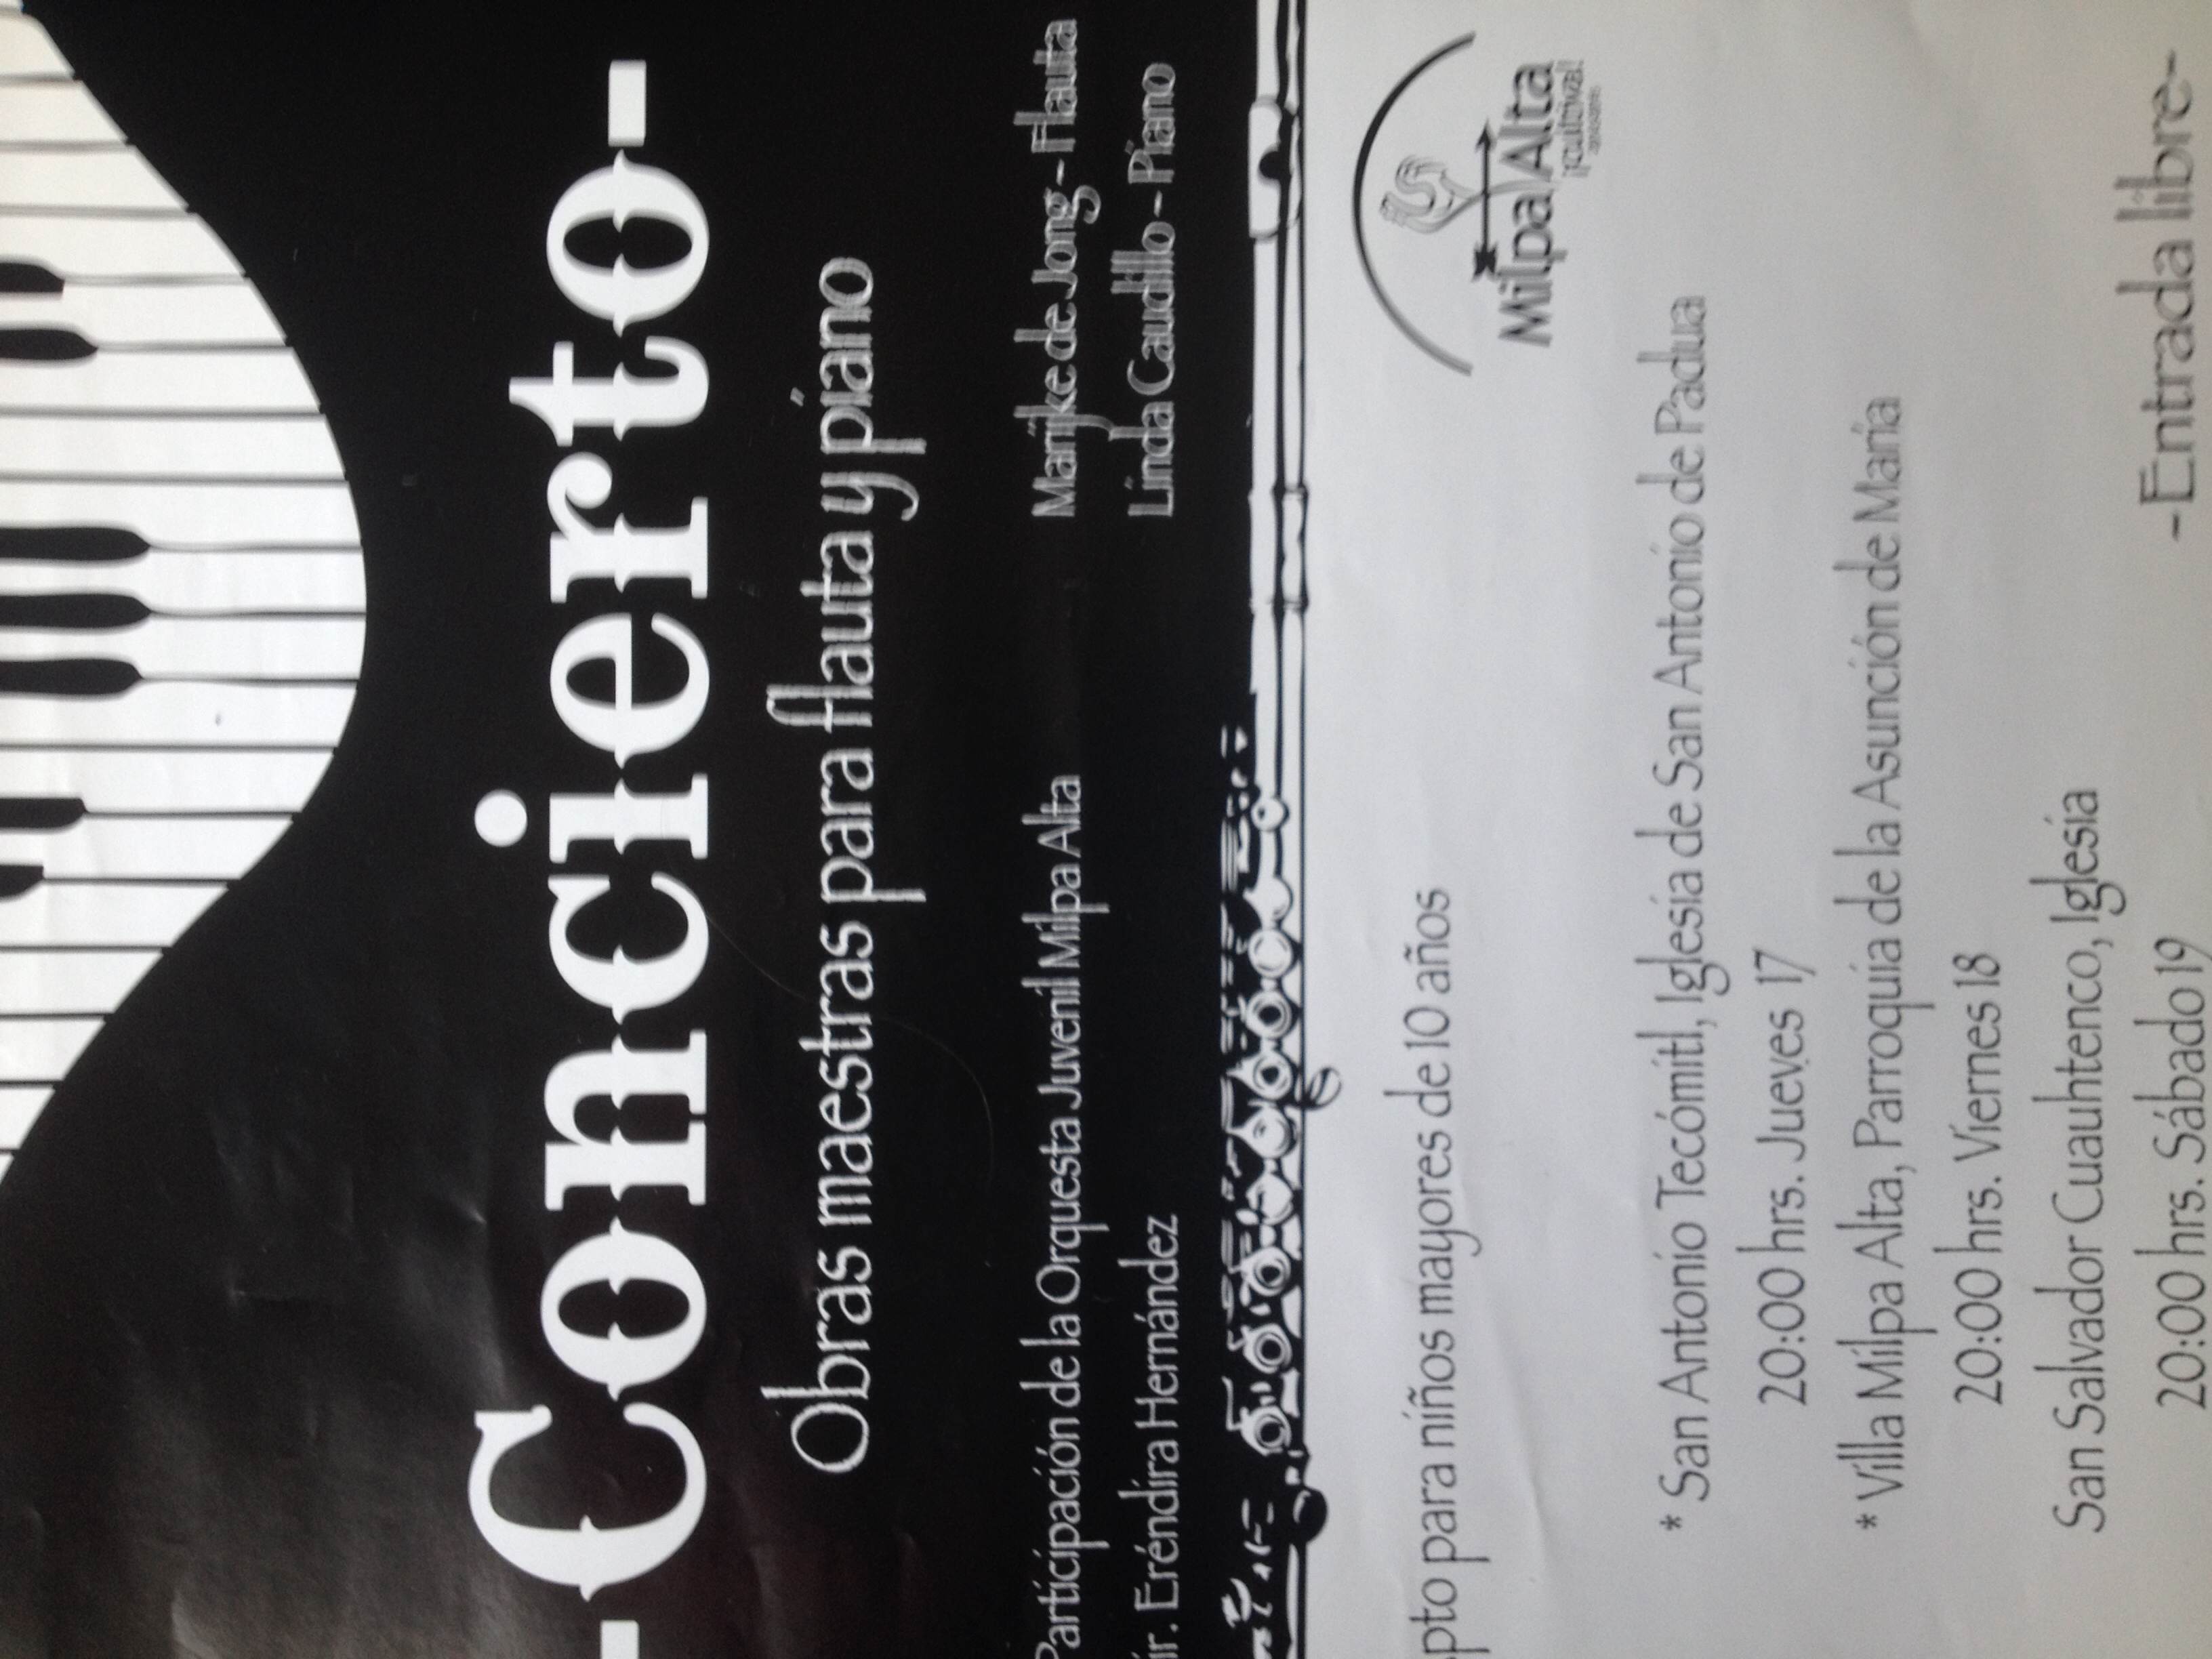 -Concierto-
Obras maestras para flauta y piano
Marijke de Jong - Flauta
Linda Caudillo - Piano
Participación de la Orquesta Juvenil Milpa Alta
ir. Eréndira Hernández
Milpa Alta
pto para niños mayores de 10 años
* San Antonio Tecómitl, Iglesia de San Antonio de Padua
20:00 hrs. Jueves 17
* Villa Milpa Alta, Parroquia de la Asunción de María
20:00 hrs. Viernes 18
San Salvador Cuauhtenco, Iglesia
20:00 hrs. Sábado 19
-Entrada libre-